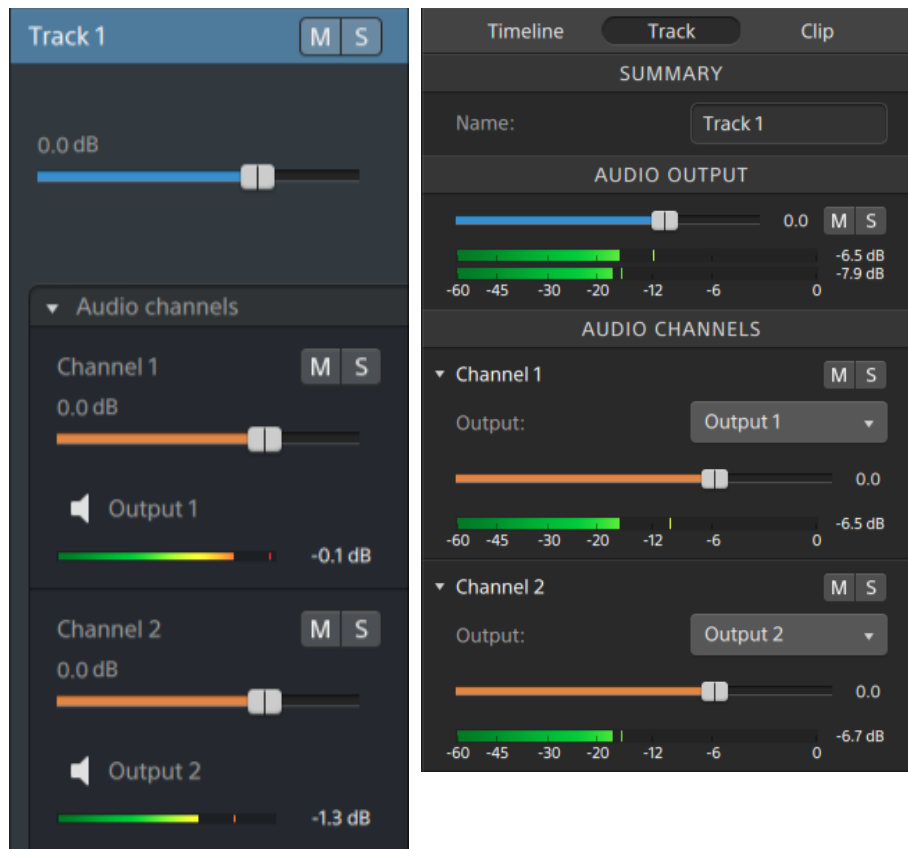 Track 1 M S
0.0 dB
Audio channels
Channel 1 M S
0.0 dB
Output 1
-0.1 dB
Channel 2 M S
0.0 dB
Output 2
-1.3 dB
Timeline Track Clip
SUMMARY
Name: Track 1
AUDIO OUTPUT
0.0 M S
-6.5 dB
-7.9 dB
-60 -45 -30 -20 -12 -6 0
AUDIO CHANNELS
Channel 1 M S
Output: Output 1
0.0
-6.5 dB
-60 -45 -30 -20 -12 -6 0
Channel 2 M S
Output: Output 2
0.0
-6.7 dB
-60 -45 -30 -20 -12 -6 0